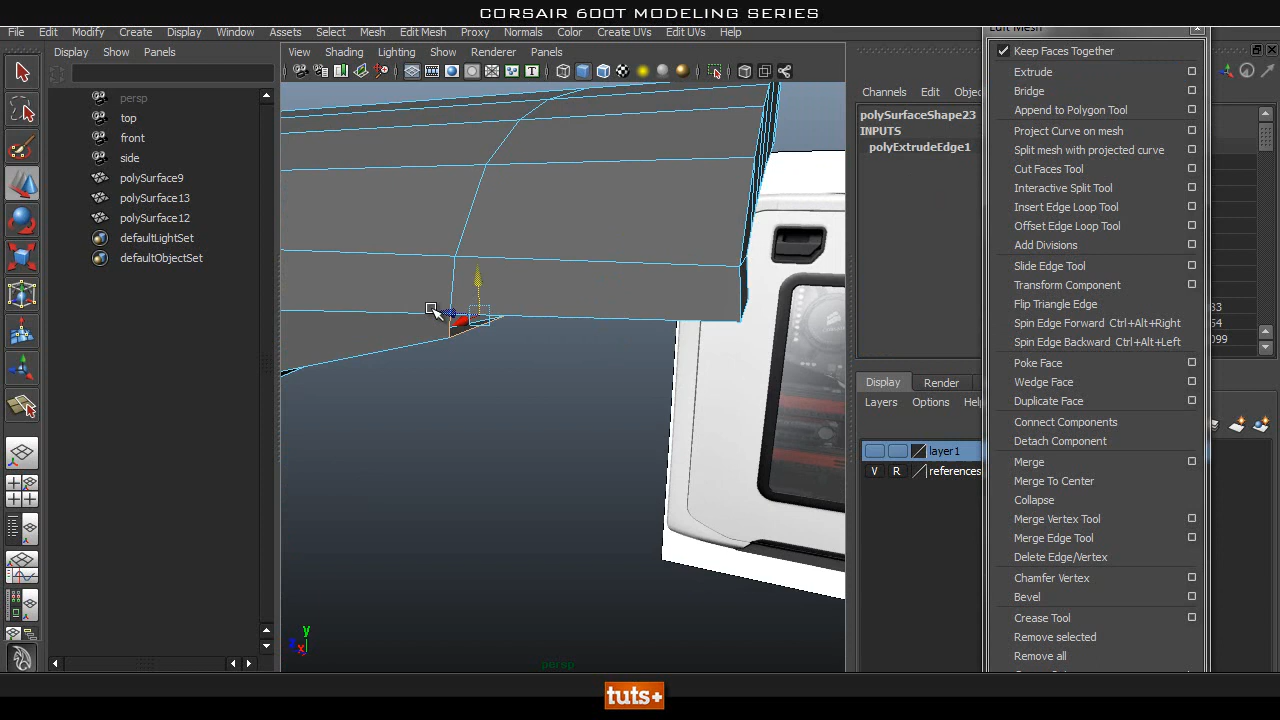 CORSAIR 600T MODELING SERIES
File Edit Modify Create Display Window Assets Select Mesh Edit Mesh Proxy Normals Color Create UVs Edit UVs Help
Display Show Panels
View Shading Lighting Show Renderer Panels
persp
top
front
side
polySurface9
polySurface13
polySurface12
defaultLightSet
defaultObjectSet
T
y
z
x
persp
Channels Edit
polySurfaceShape23
INPUTS
polyExtrudeEdge1
33
54
099
Display Render
Layers Options
layer1
V R references
Edit Mesh
Keep Faces Together
Extrude
Bridge
Append to Polygon Tool
Project Curve on mesh
Split mesh with projected curve
Cut Faces Tool
Interactive Split Tool
Insert Edge Loop Tool
Offset Edge Loop Tool
Add Divisions
Slide Edge Tool
Transform Component
Flip Triangle Edge
Spin Edge Forward Ctrl+Alt+Right
Spin Edge Backward Ctrl+Alt+Left
Poke Face
Wedge Face
Duplicate Face
Connect Components
Detach Component
Merge
Merge To Center
Collapse
Merge Vertex Tool
Merge Edge Tool
Delete Edge/Vertex
Chamfer Vertex
Bevel
Crease Tool
Remove selected
Remove all
tuts+